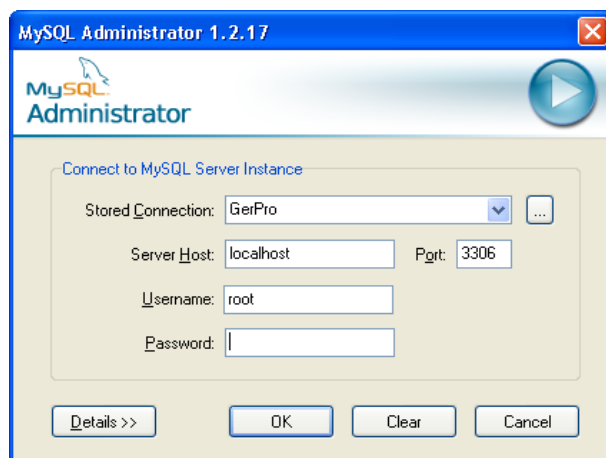 MySQL Administrator 1.2.17
MySQL
Administrator
Connect to MySQL Server Instance
Stored Connection: GerPro ...
Server Host: localhost Port: 3306
Username: root
Password:
Details >> OK Clear Cancel